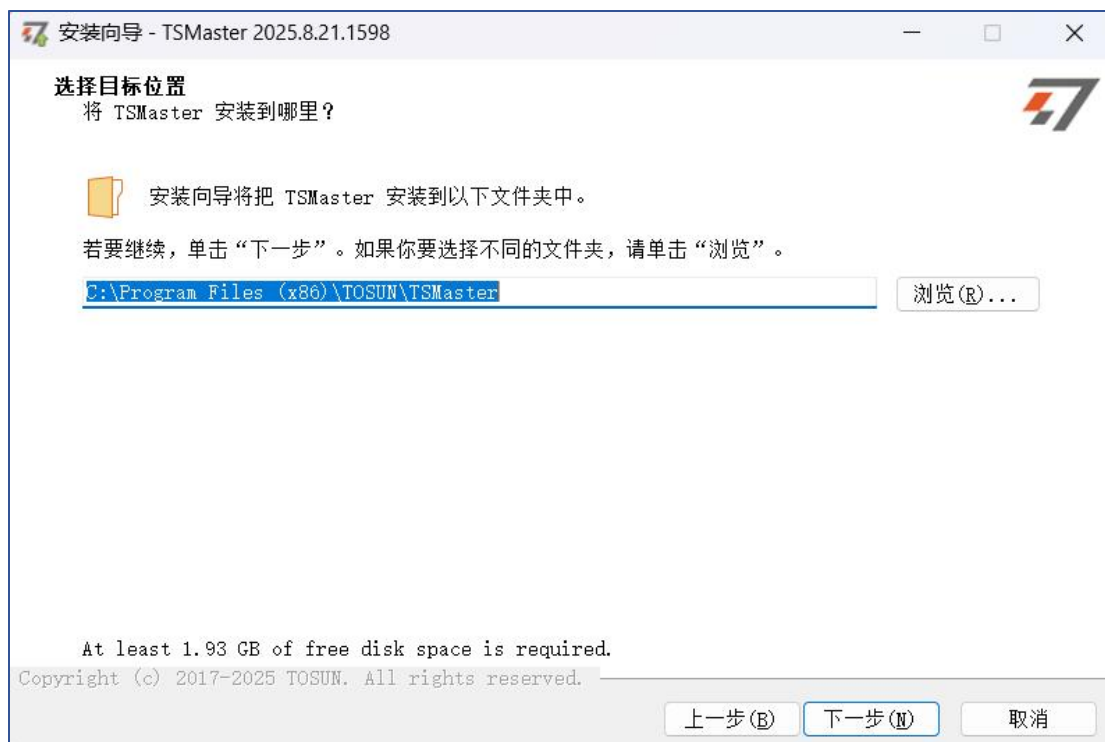 安装向导 - TSMaster 2025.8.21.1598
选择目标位置
将 TSMaster 安装到哪里？
安装向导将把 TSMaster 安装到以下文件夹中。
若要继续，单击“下一步”。如果你要选择不同的文件夹，请单击“浏览”。
C:\Program Files (x86)\TOSUN\TSMaster
浏览(R)...
At least 1.93 GB of free disk space is required.
Copyright (c) 2017-2025 TOSUN. All rights reserved.
上一步(B) 下一步(N) 取消